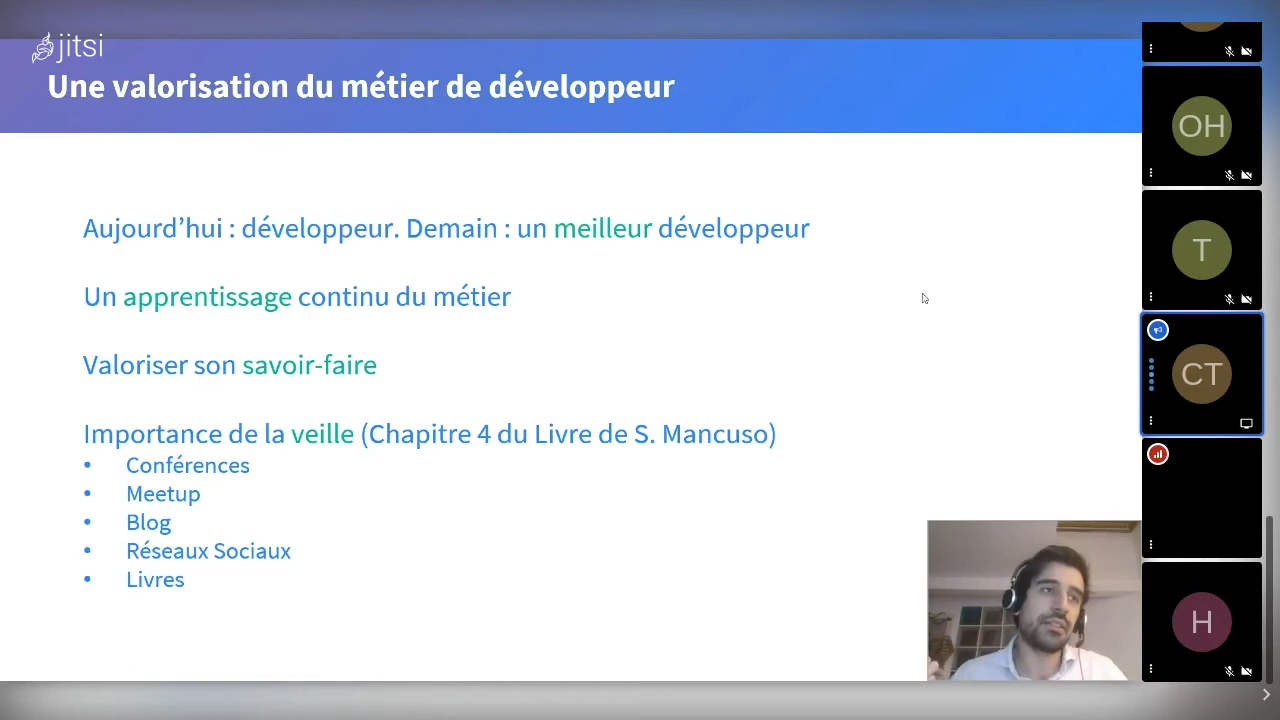 jitsi
Une valorisation du métier de développeur
Aujourd’hui : développeur. Demain : un meilleur développeur
Un apprentissage continu du métier
Valoriser son savoir-faire
Importance de la veille (Chapitre 4 du Livre de S. Mancuso)
• Conférences
• Meetup
• Blog
• Réseaux Sociaux
• Livres
OH
T
CT
H